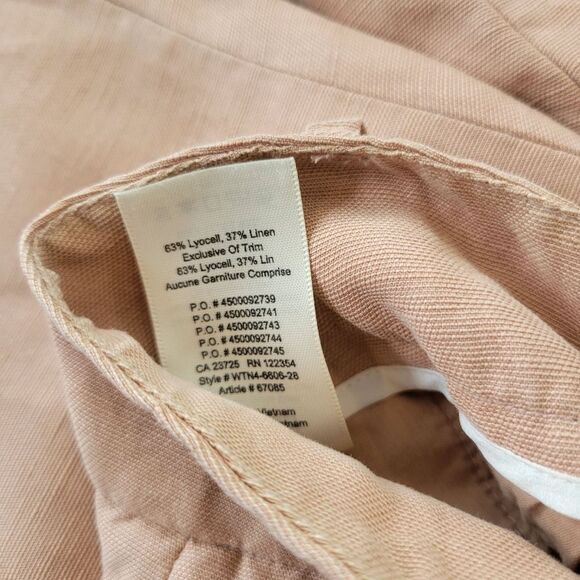 63% Lyocell, 37% Linen
Exclusive Of Trim
63% Lyocell, 37% Lin
Aucune Garniture Comprise
P.O. # 4500092739
P.O. # 4500092741
P.O. # 4500092743
P.O. # 4500092744
P.O. # 4500092745
CA 23725 RN 122354
Style # WTN4-6606-28
Article # 67085
Vietnam